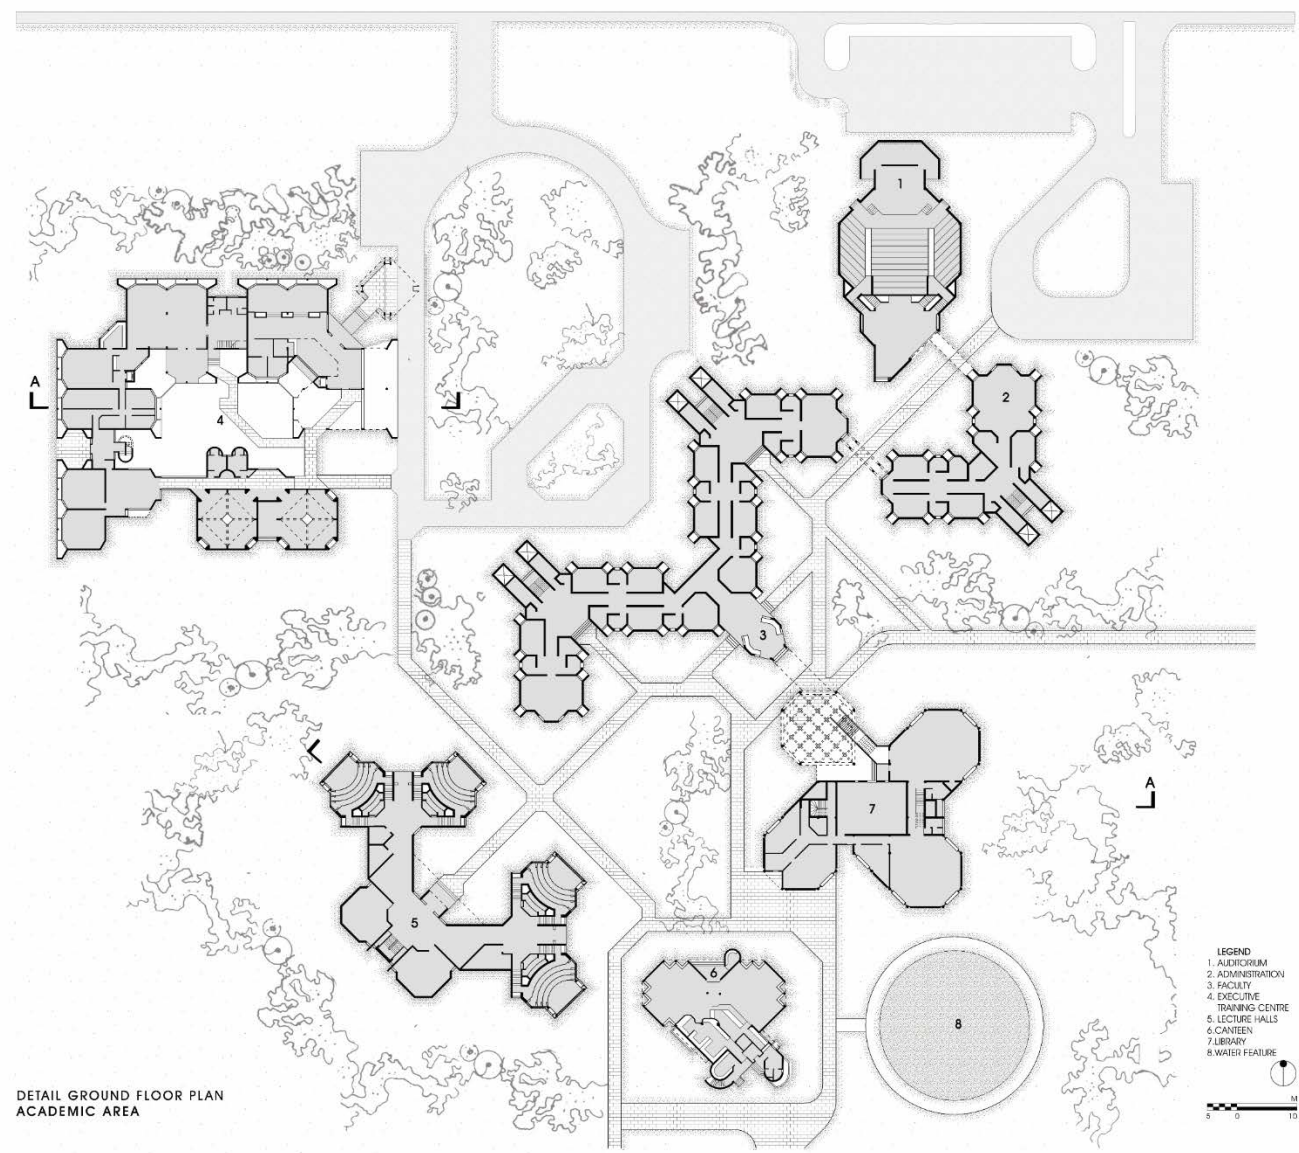 1
2
A
4
3
A
7
5
6
8
LEGEND
1. AUDITORIUM
2. ADMINISTRATION
3. FACULTY
4. EXECUTIVE
TRAINING CENTRE
5. LECTURE HALLS
6.CANTEEN
7.LIBRARY
8.WATER FEATURE
DETAIL GROUND FLOOR PLAN
ACADEMIC AREA
M
5 0 10